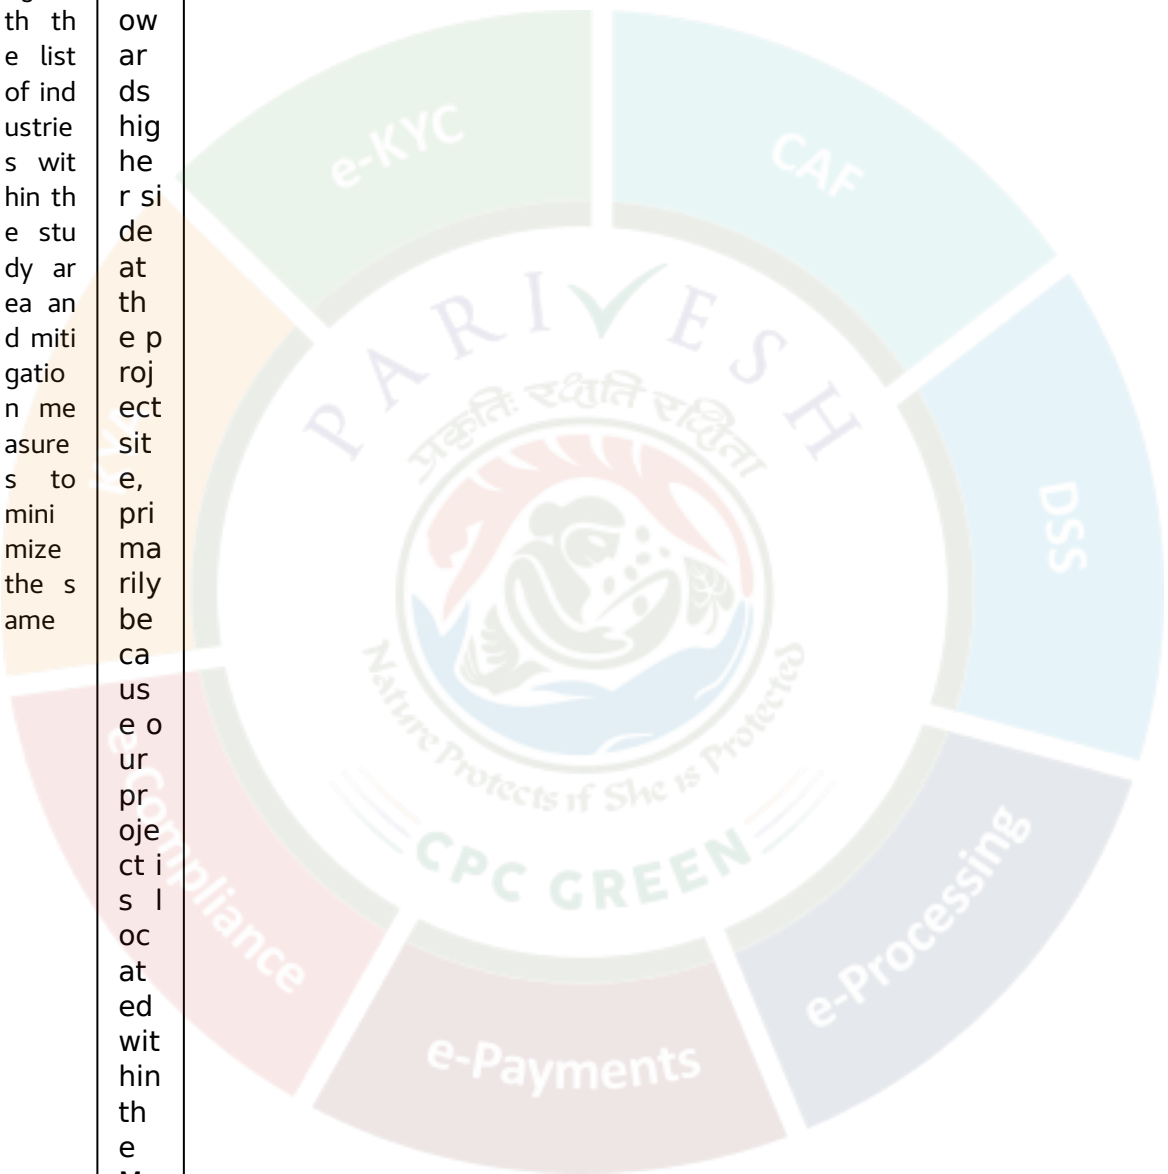 th th
e list
of ind
ustrie
s wit
hin th
e stu
dy ar
ea an
d miti
gatio
n me
asure
s to
mini
mize
the s
ame
ow
ar
ds
hig
he
r si
de
at
th
e p
roj
ect
sit
e,
pri
ma
rily
be
ca
us
e o
ur
pr
oje
ct i
s l
oc
at
ed
wit
hin
th
e
e-KYC
CAF
DSS
e-Processing
e-Payments
e-Compliance
KYA
PARIVESH
प्रकृतिः रक्षति रक्षिता
Nature Protects if She is Protected
CPC GREEN